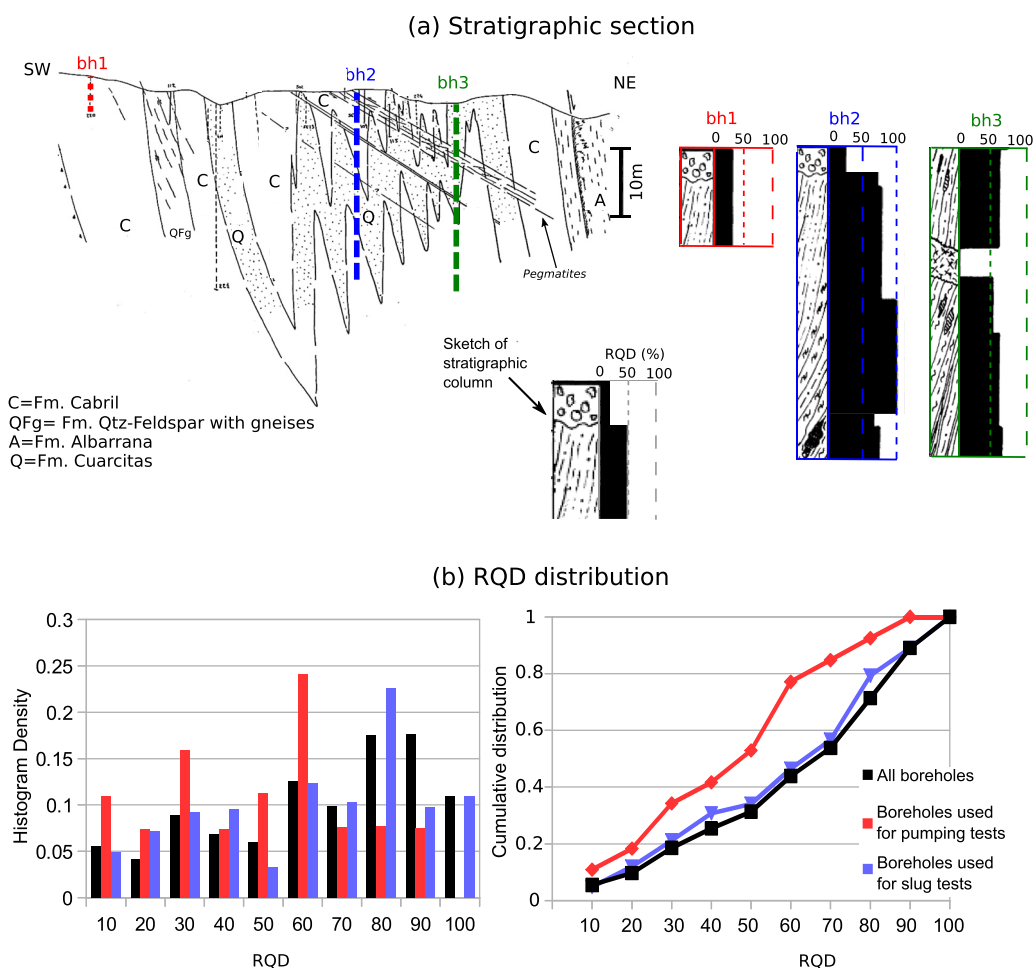 (a) Stratigraphic section
SW
bh1
bh2
bh3
NE
C
C
C
C
C
Q
Q
QFg
A
10m
Pegmatites
bh1
0 50 100
bh2
0 50 100
bh3
0 50 100
Sketch of
stratigraphic
column
RQD (%)
0 50 100
C=Fm. Cabril
QFg= Fm. Qtz-Feldspar with gneises
A=Fm. Albarrana
Q=Fm. Cuarcitas
(b) RQD distribution
Histogram Density
0.3
0.25
0.2
0.15
0.1
0.05
0
10 20 30 40 50 60 70 80 90 100
RQD
Cumulative distribution
1
0.8
0.6
0.4
0.2
0
10 20 30 40 50 60 70 80 90 100
RQD
All boreholes
Boreholes used
for pumping tests
Boreholes used
for slug tests